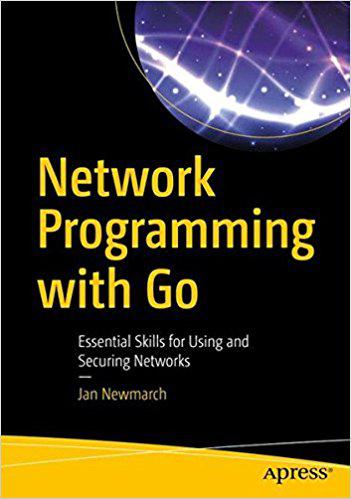 Network
Programming
with Go
Essential Skills for Using and
Securing Networks
—
Jan Newmarch
Apress®